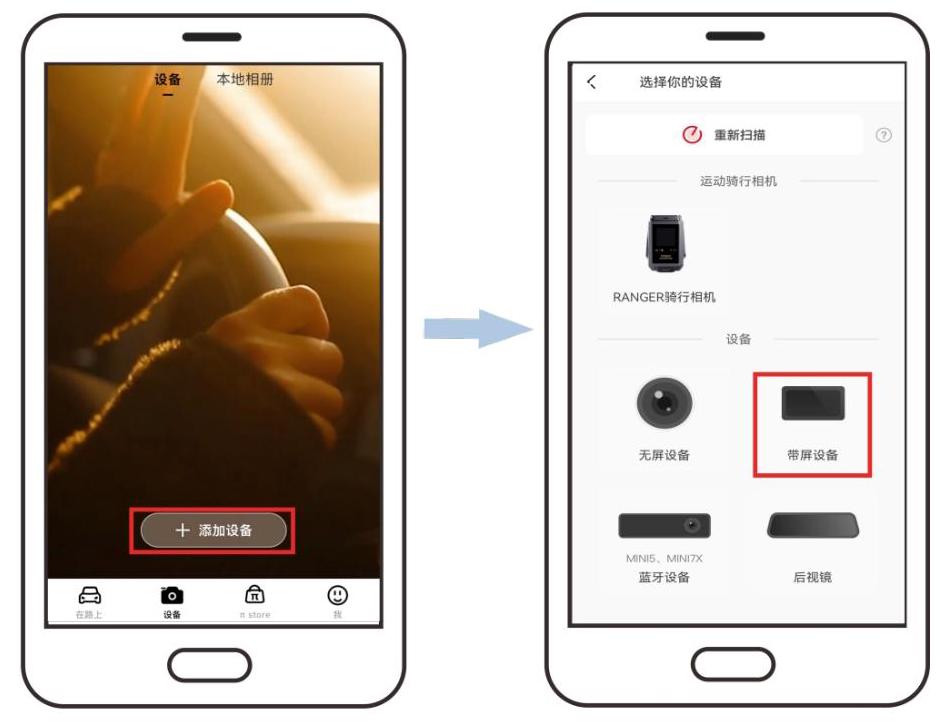 设备 本地相册
+ 添加设备
在路上 设备 π store 我
选择你的设备
重新扫描 ?
运动骑行相机
RANGER骑行相机
设备
无屏设备 带屏设备
MINI5、MINI7X
蓝牙设备 后视镜